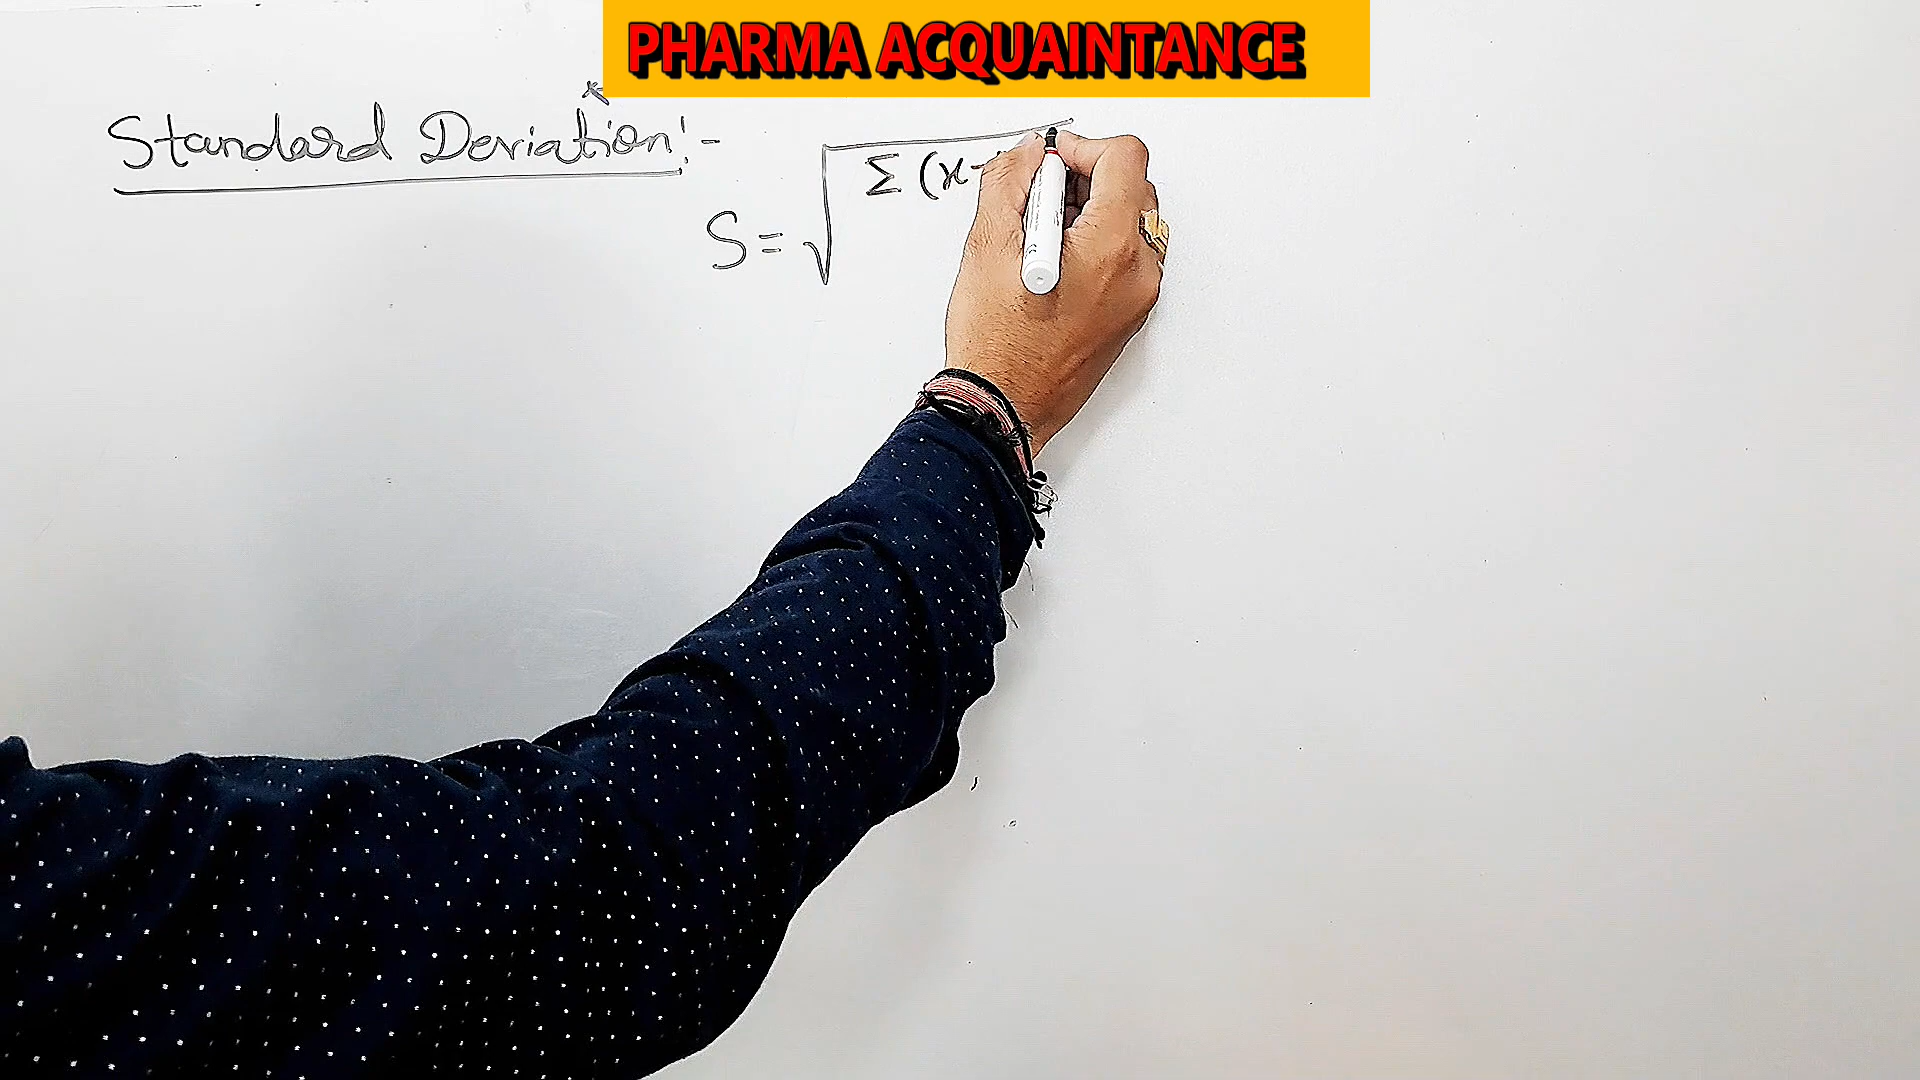 PHARMA ACQUAINTANCE
Standard Deviation:-
S = √ Σ (x-